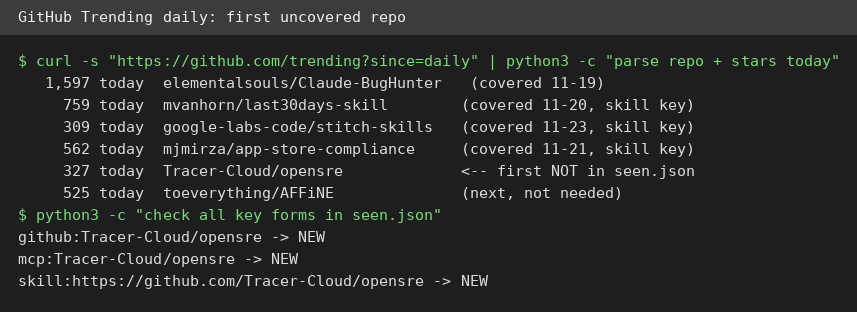 GitHub Trending daily: first uncovered repo
$ curl -s "https://github.com/trending?since=daily" | python3 -c "parse repo + stars today"
1,597 today  elementalsouls/Claude-BugHunter   (covered 11-19)
759 today  mvanhorn/last30days-skill        (covered 11-20, skill key)
309 today  google-labs-code/stitch-skills   (covered 11-23, skill key)
562 today  mjmirza/app-store-compliance     (covered 11-21, skill key)
327 today  Tracer-Cloud/opensre             <-- first NOT in seen.json
525 today  toeverything/AFFiNE              (next, not needed)
$ python3 -c "check all key forms in seen.json"
github:Tracer-Cloud/opensre -> NEW
mcp:Tracer-Cloud/opensre -> NEW
skill:https://github.com/Tracer-Cloud/opensre -> NEW